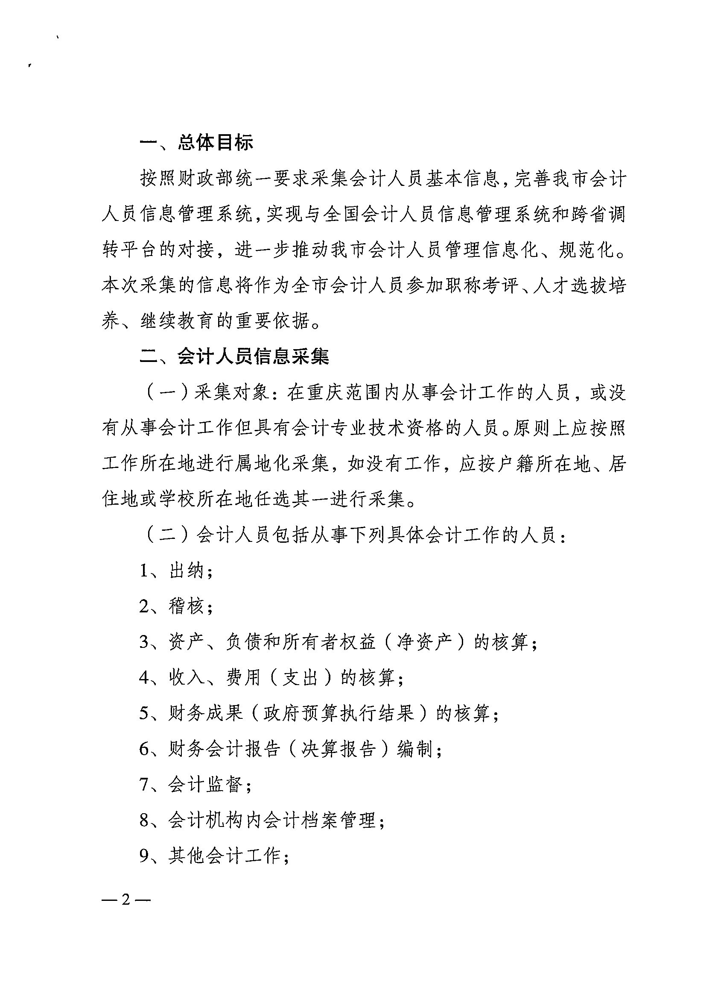 一、总体目标
按照财政部统一要求采集会计人员基本信息,完善我市会计
人员信息管理系统,实现与全国会计人员信息管理系统和跨省调
转平台的对接，进一步推动我市会计人员管理信息化、规范化。
本次采集的信息将作为全市会计人员参加职称考评、人才选拔培
养、继续教育的重要依据。
二、会计人员信息采集
（一）采集对象：在重庆范围内从事会计工作的人员，或没
有从事会计工作但具有会计专业技术资格的人员。原则上应按照
工作所在地进行属地化采集，如没有工作，应按户籍所在地、居
住地或学校所在地任选其一进行采集。
（二）会计人员包括从事下列具体会计工作的人员：
1、出纳；
2、稽核；
3、资产、负债和所有者权益（净资产）的核算；
4、收入、费用（支出）的核算；
5、财务成果（政府预算执行结果）的核算；
6、财务会计报告（决算报告）编制；
7、会计监督；
8、会计机构内会计档案管理；
9、其他会计工作；
— 2 —